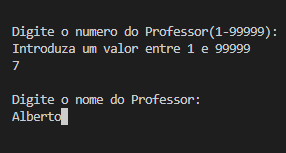 Digite o numero do Professor(1-99999):
Introduza um valor entre 1 e 99999
7
Digite o nome do Professor:
Alberto